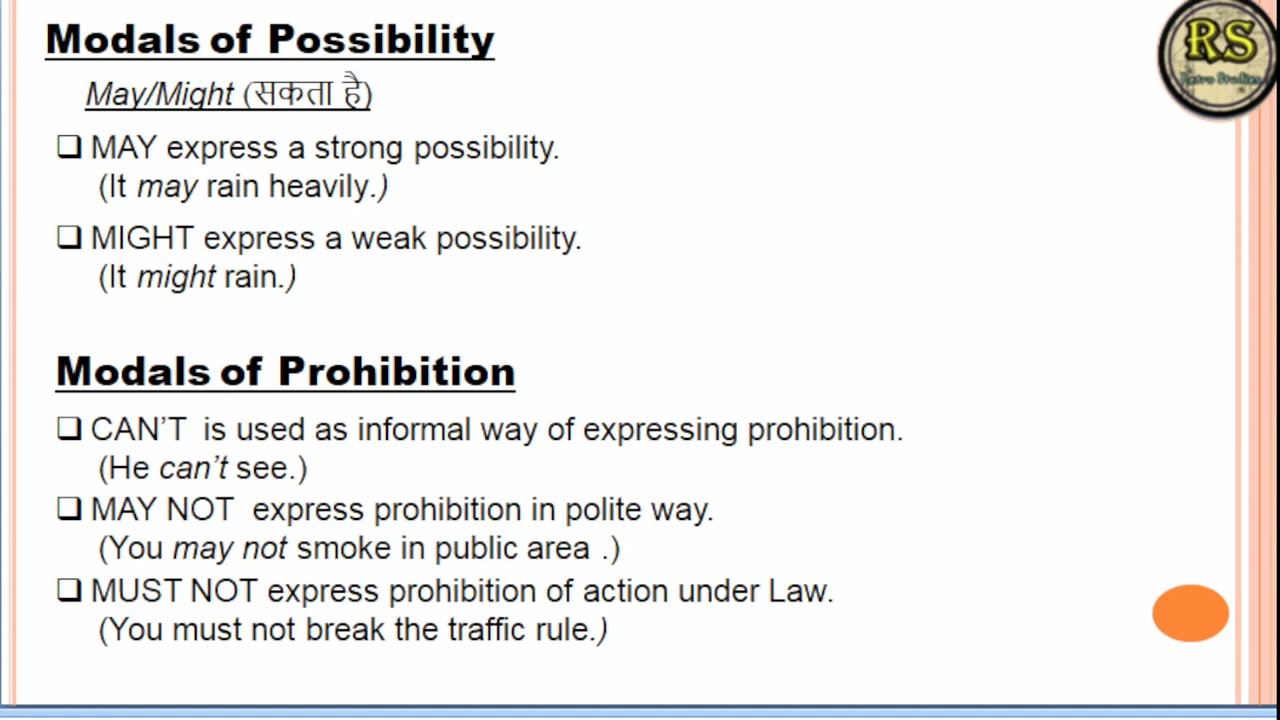 Modals of Possibility
May/Might (सकता है)
❑ MAY express a strong possibility.
(It may rain heavily.)
❑ MIGHT express a weak possibility.
(It might rain.)
Modals of Prohibition
❑ CAN’T is used as informal way of expressing prohibition.
(He can’t see.)
❑ MAY NOT express prohibition in polite way.
(You may not smoke in public area .)
❑ MUST NOT express prohibition of action under Law.
(You must not break the traffic rule.)
RS
Retro Studies